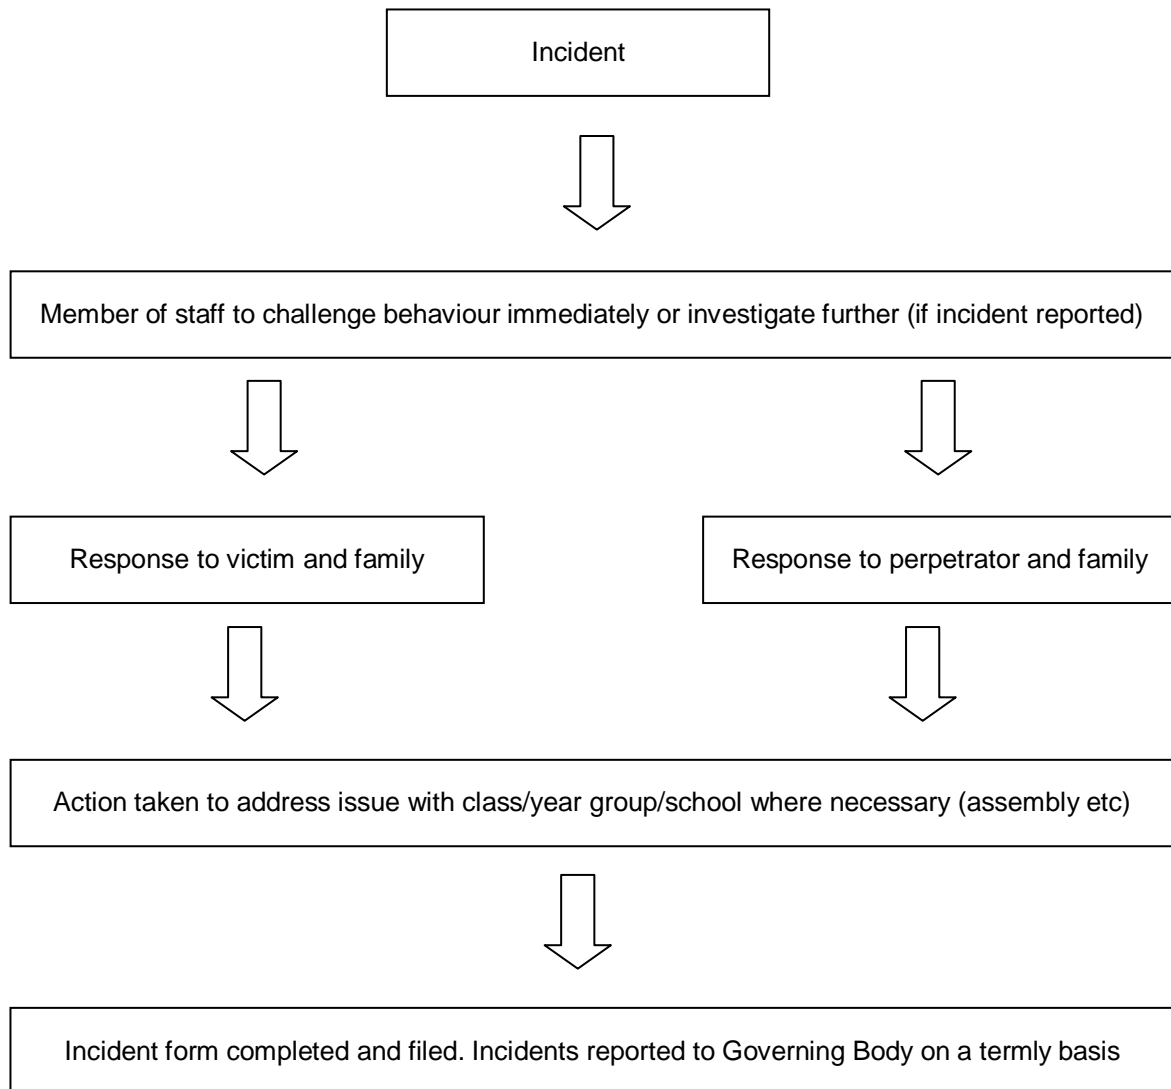 Incident
Member of staff to challenge behaviour immediately or investigate further (if incident reported)
Response to victim and family
Response to perpetrator and family
Action taken to address issue with class/year group/school where necessary (assembly etc)
Incident form completed and filed. Incidents reported to Governing Body on a termly basis